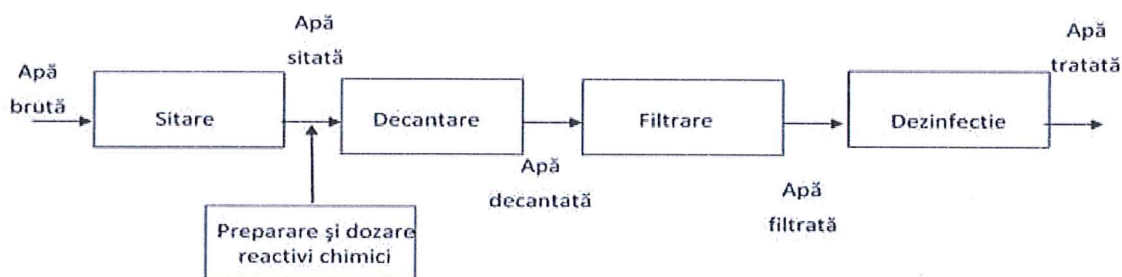 Apă
brută
Sitare
Apă
sitată
Preparare şi dozare
reactivi chimici
Decantare
Apă
decantată
Filtrare
Apă
filtrată
Dezinfectie
Apă
tratată